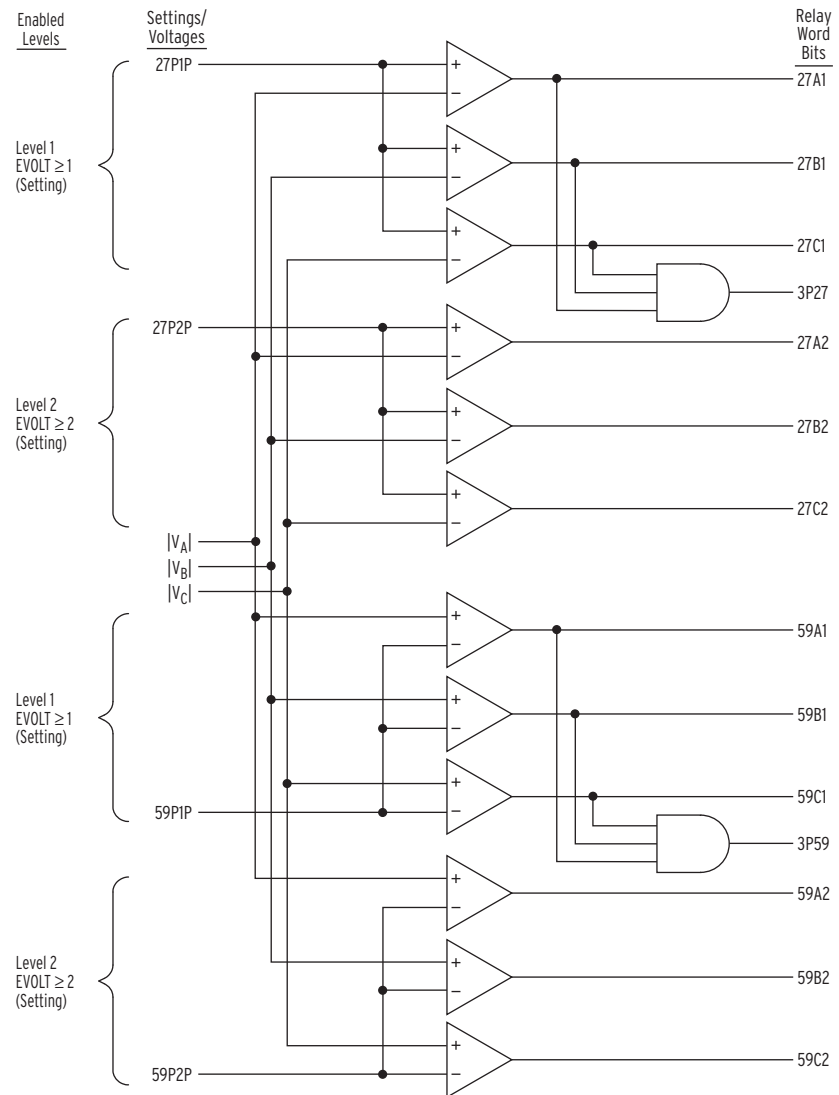 Enabled
Levels
Settings/
Voltages
Relay
Word
Bits
27P1P
+
−
27A1
Level 1
EVOLT ≥ 1
(Setting)
+
−
27B1
+
−
27C1
3P27
27P2P
+
−
27A2
Level 2
EVOLT ≥ 2
(Setting)
+
−
27B2
+
−
27C2
|VA|
|VB|
|VC|
+
−
59A1
Level 1
EVOLT ≥ 1
(Setting)
+
−
59B1
+
−
59C1
59P1P
3P59
+
−
59A2
Level 2
EVOLT ≥ 2
(Setting)
+
−
59B2
+
−
59C2
59P2P